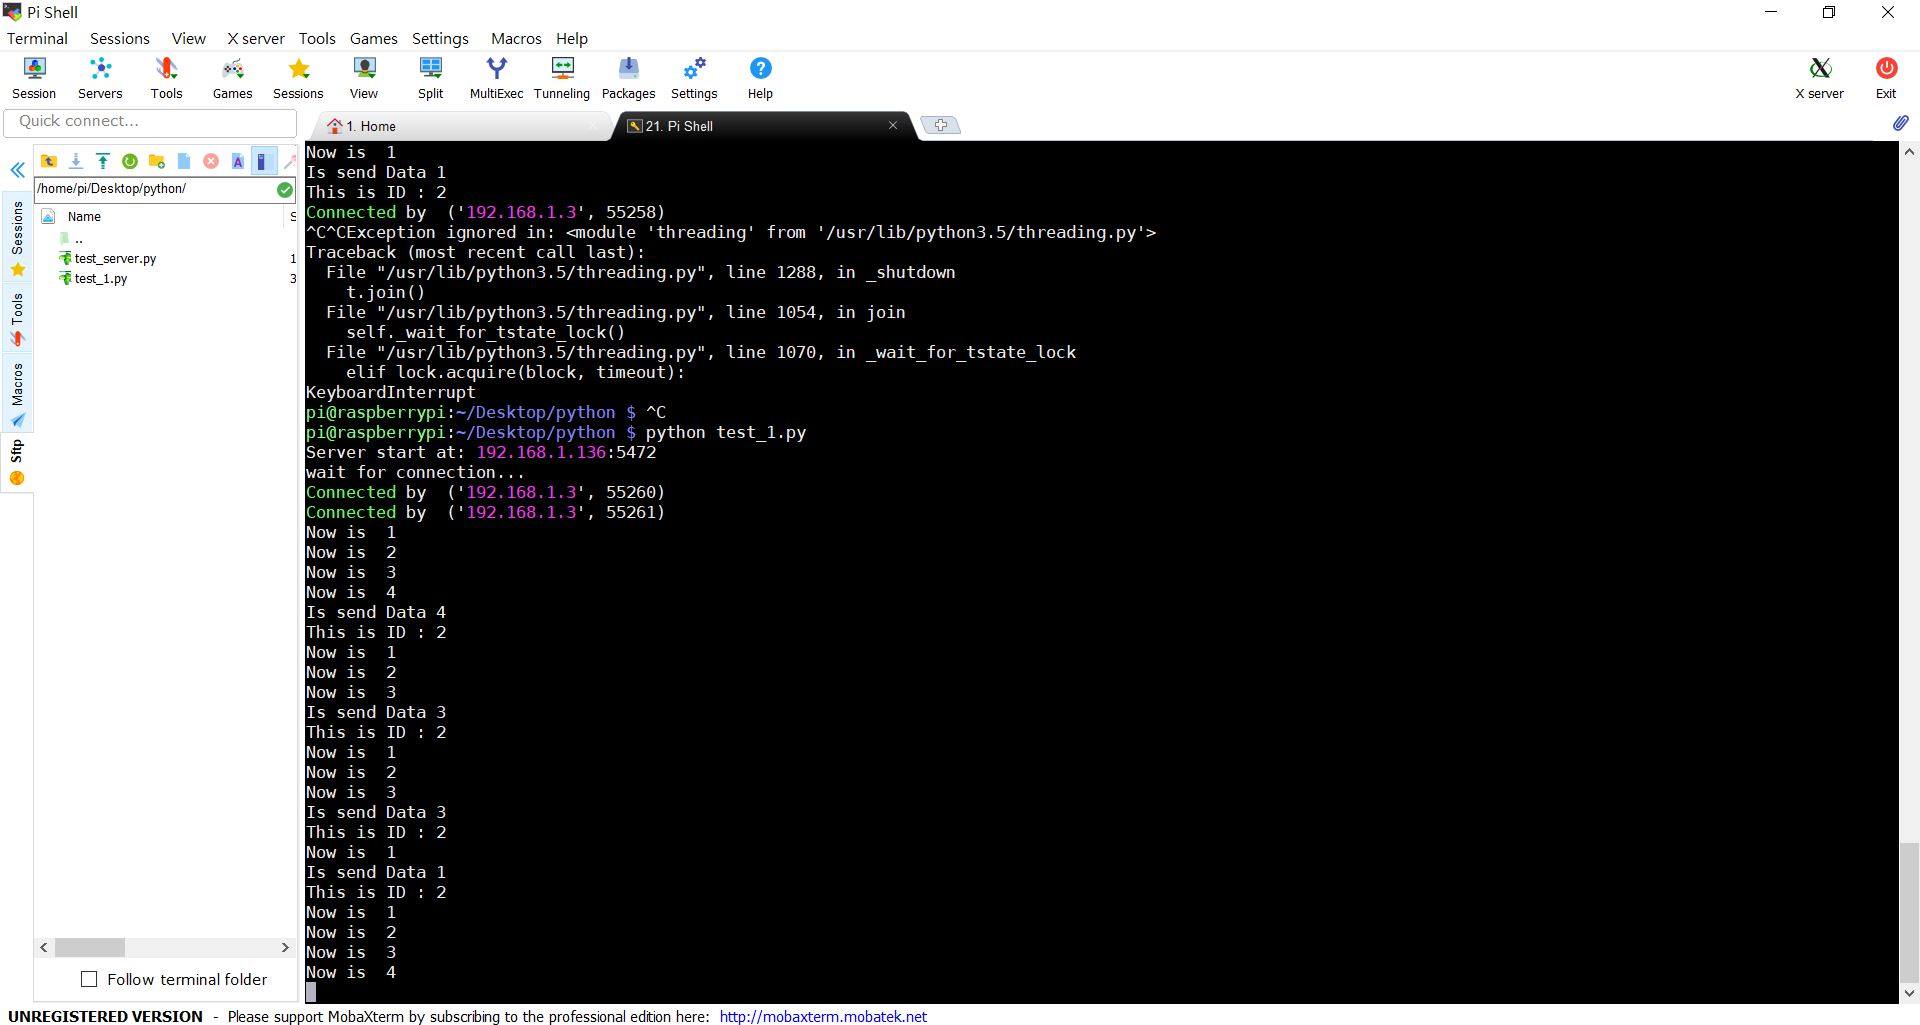 Pi Shell
Terminal Sessions View X server Tools Games Settings Macros Help
Session Servers Tools Games Sessions View Split MultiExec Tunneling Packages Settings Help X server Exit
Quick connect...
1. Home
21. Pi Shell
/home/pi/Desktop/python/
Name S
..
test_server.py 1
test_1.py 3
Sessions
Tools
Macros
Sftp
Follow terminal folder
Now is  1
Is send Data 1
This is ID : 2
Connected by  ('192.168.1.3', 55258)
^C^CException ignored in: <module 'threading' from '/usr/lib/python3.5/threading.py'>
Traceback (most recent call last):
  File "/usr/lib/python3.5/threading.py", line 1288, in _shutdown
    t.join()
  File "/usr/lib/python3.5/threading.py", line 1054, in join
    self._wait_for_tstate_lock()
  File "/usr/lib/python3.5/threading.py", line 1070, in _wait_for_tstate_lock
    elif lock.acquire(block, timeout):
KeyboardInterrupt
pi@raspberrypi:~/Desktop/python $ ^C
pi@raspberrypi:~/Desktop/python $ python test_1.py
Server start at: 192.168.1.136:5472
wait for connection...
Connected by  ('192.168.1.3', 55260)
Connected by  ('192.168.1.3', 55261)
Now is  1
Now is  2
Now is  3
Now is  4
Is send Data 4
This is ID : 2
Now is  1
Now is  2
Now is  3
Is send Data 3
This is ID : 2
Now is  1
Now is  2
Now is  3
Is send Data 3
This is ID : 2
Now is  1
Is send Data 1
This is ID : 2
Now is  1
Now is  2
Now is  3
Now is  4
UNREGISTERED VERSION - Please support MobaXterm by subscribing to the professional edition here: http://mobaxterm.mobatek.net